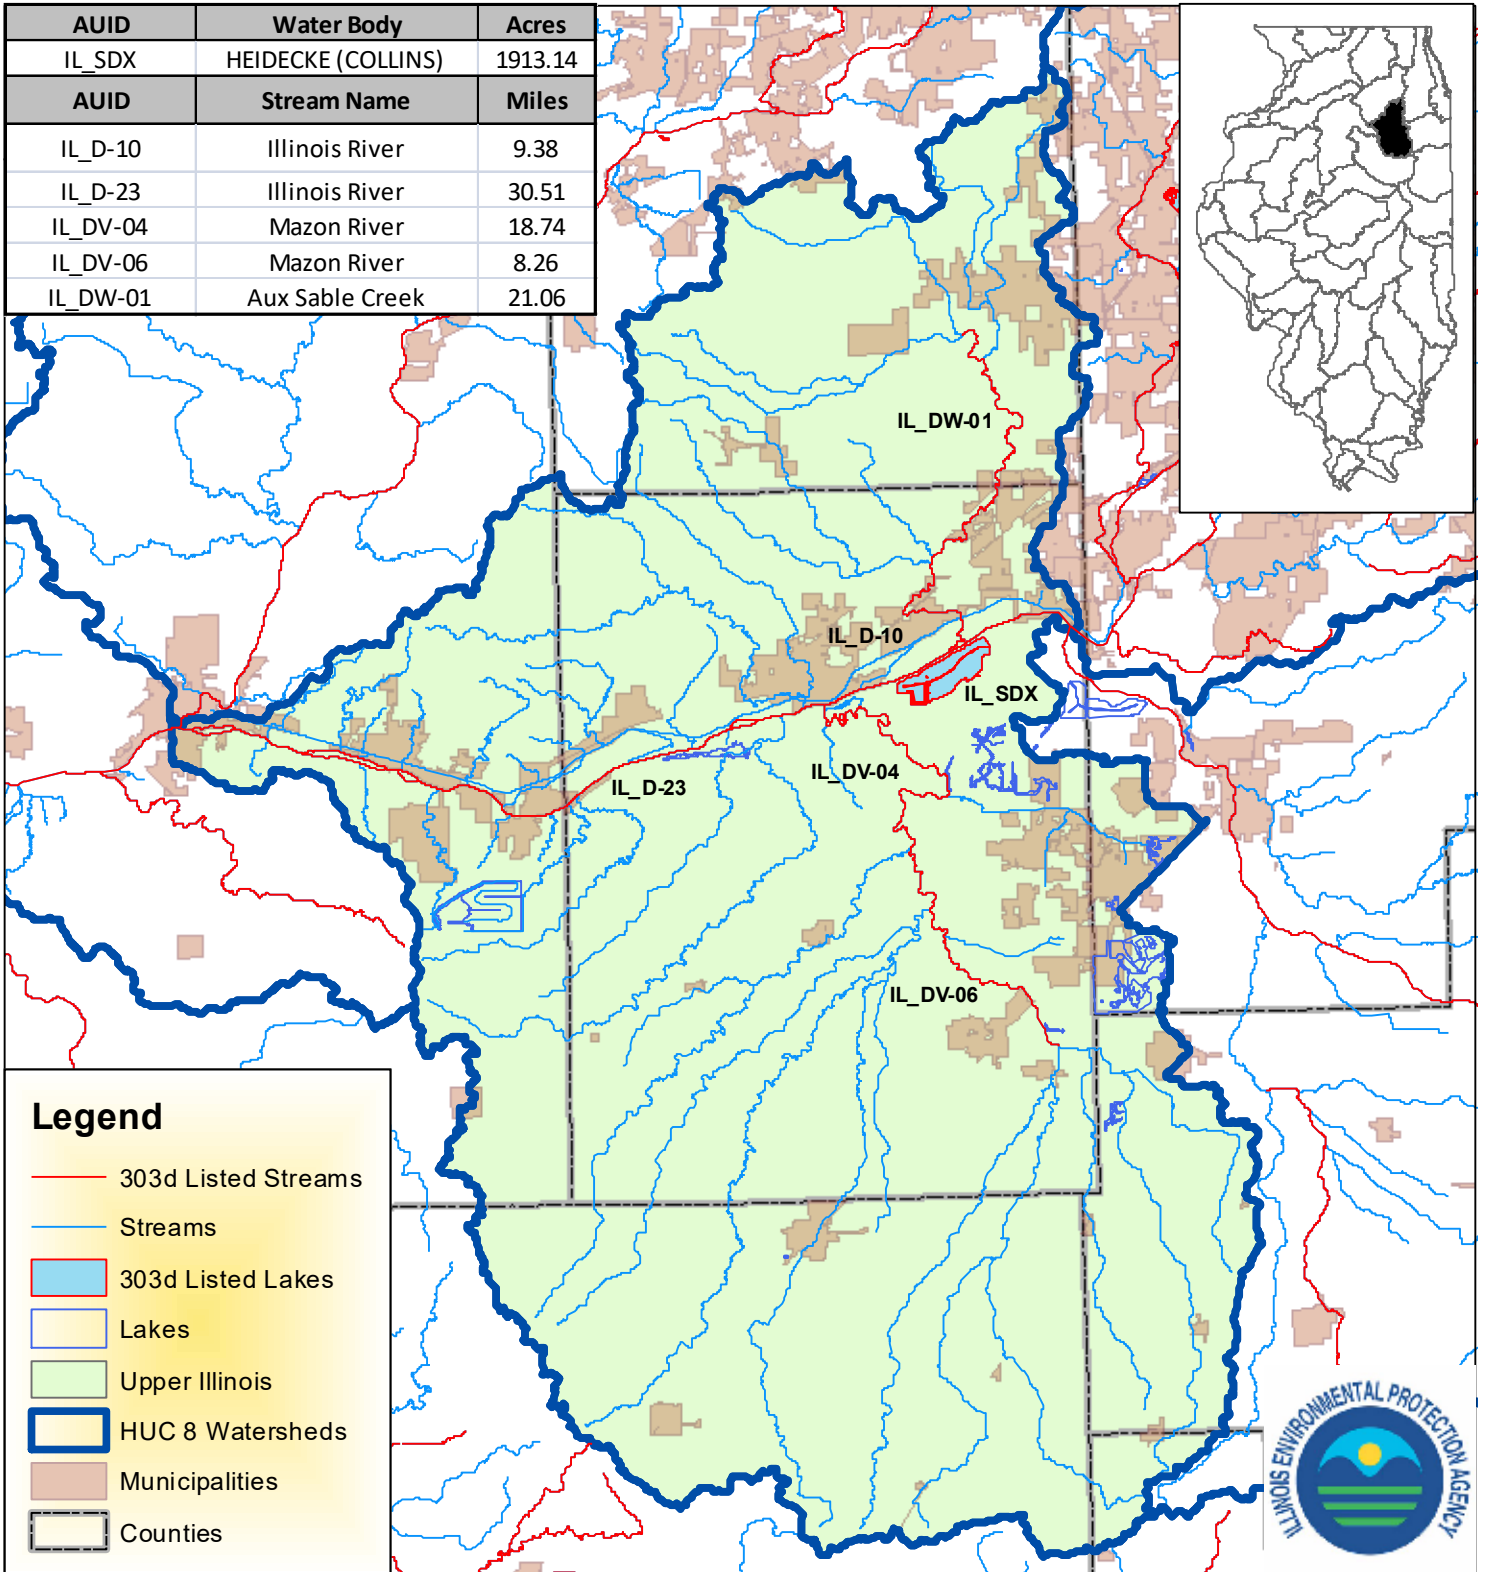 AUID Water Body Acres
IL_SDX HEIDECKE (COLLINS) 1913.14
AUID Stream Name Miles
IL_D-10 Illinois River 9.38
IL_D-23 Illinois River 30.51
IL_DV-04 Mazon River 18.74
IL_DV-06 Mazon River 8.26
IL_DW-01 Aux Sable Creek 21.06
IL_DW-01
IL_D-10
IL_SDX
IL_DV-04
IL_D-23
IL_DV-06
Legend
303d Listed Streams
Streams
303d Listed Lakes
Lakes
Upper Illinois
HUC 8 Watersheds
Municipalities
Counties
ILLINOIS ENVIRONMENTAL PROTECTION AGENCY